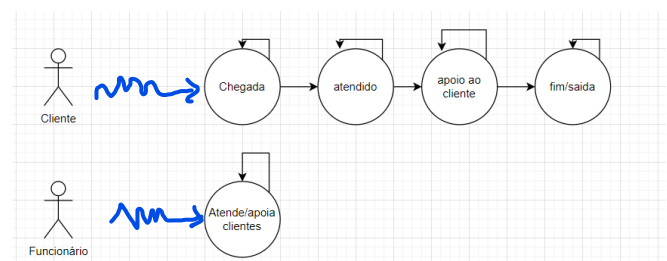 Cliente
Chegada
atendido
apoio ao
cliente
fim/saida
Funcionário
Atende/apoia
clientes